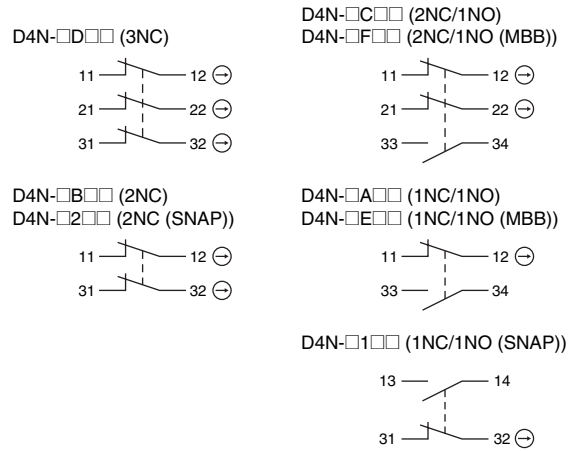 D4N-□D□□ (3NC)
11 12 →
21 22 →
31 32 →
D4N-□C□□ (2NC/1NO)
D4N-□F□□ (2NC/1NO (MBB))
11 12 →
21 22 →
33 34
D4N-□B□□ (2NC)
D4N-□2□□ (2NC (SNAP))
11 12 →
31 32 →
D4N-□A□□ (1NC/1NO)
D4N-□E□□ (1NC/1NO (MBB))
11 12 →
33 34
D4N-□1□□ (1NC/1NO (SNAP))
13 14
31 32 →